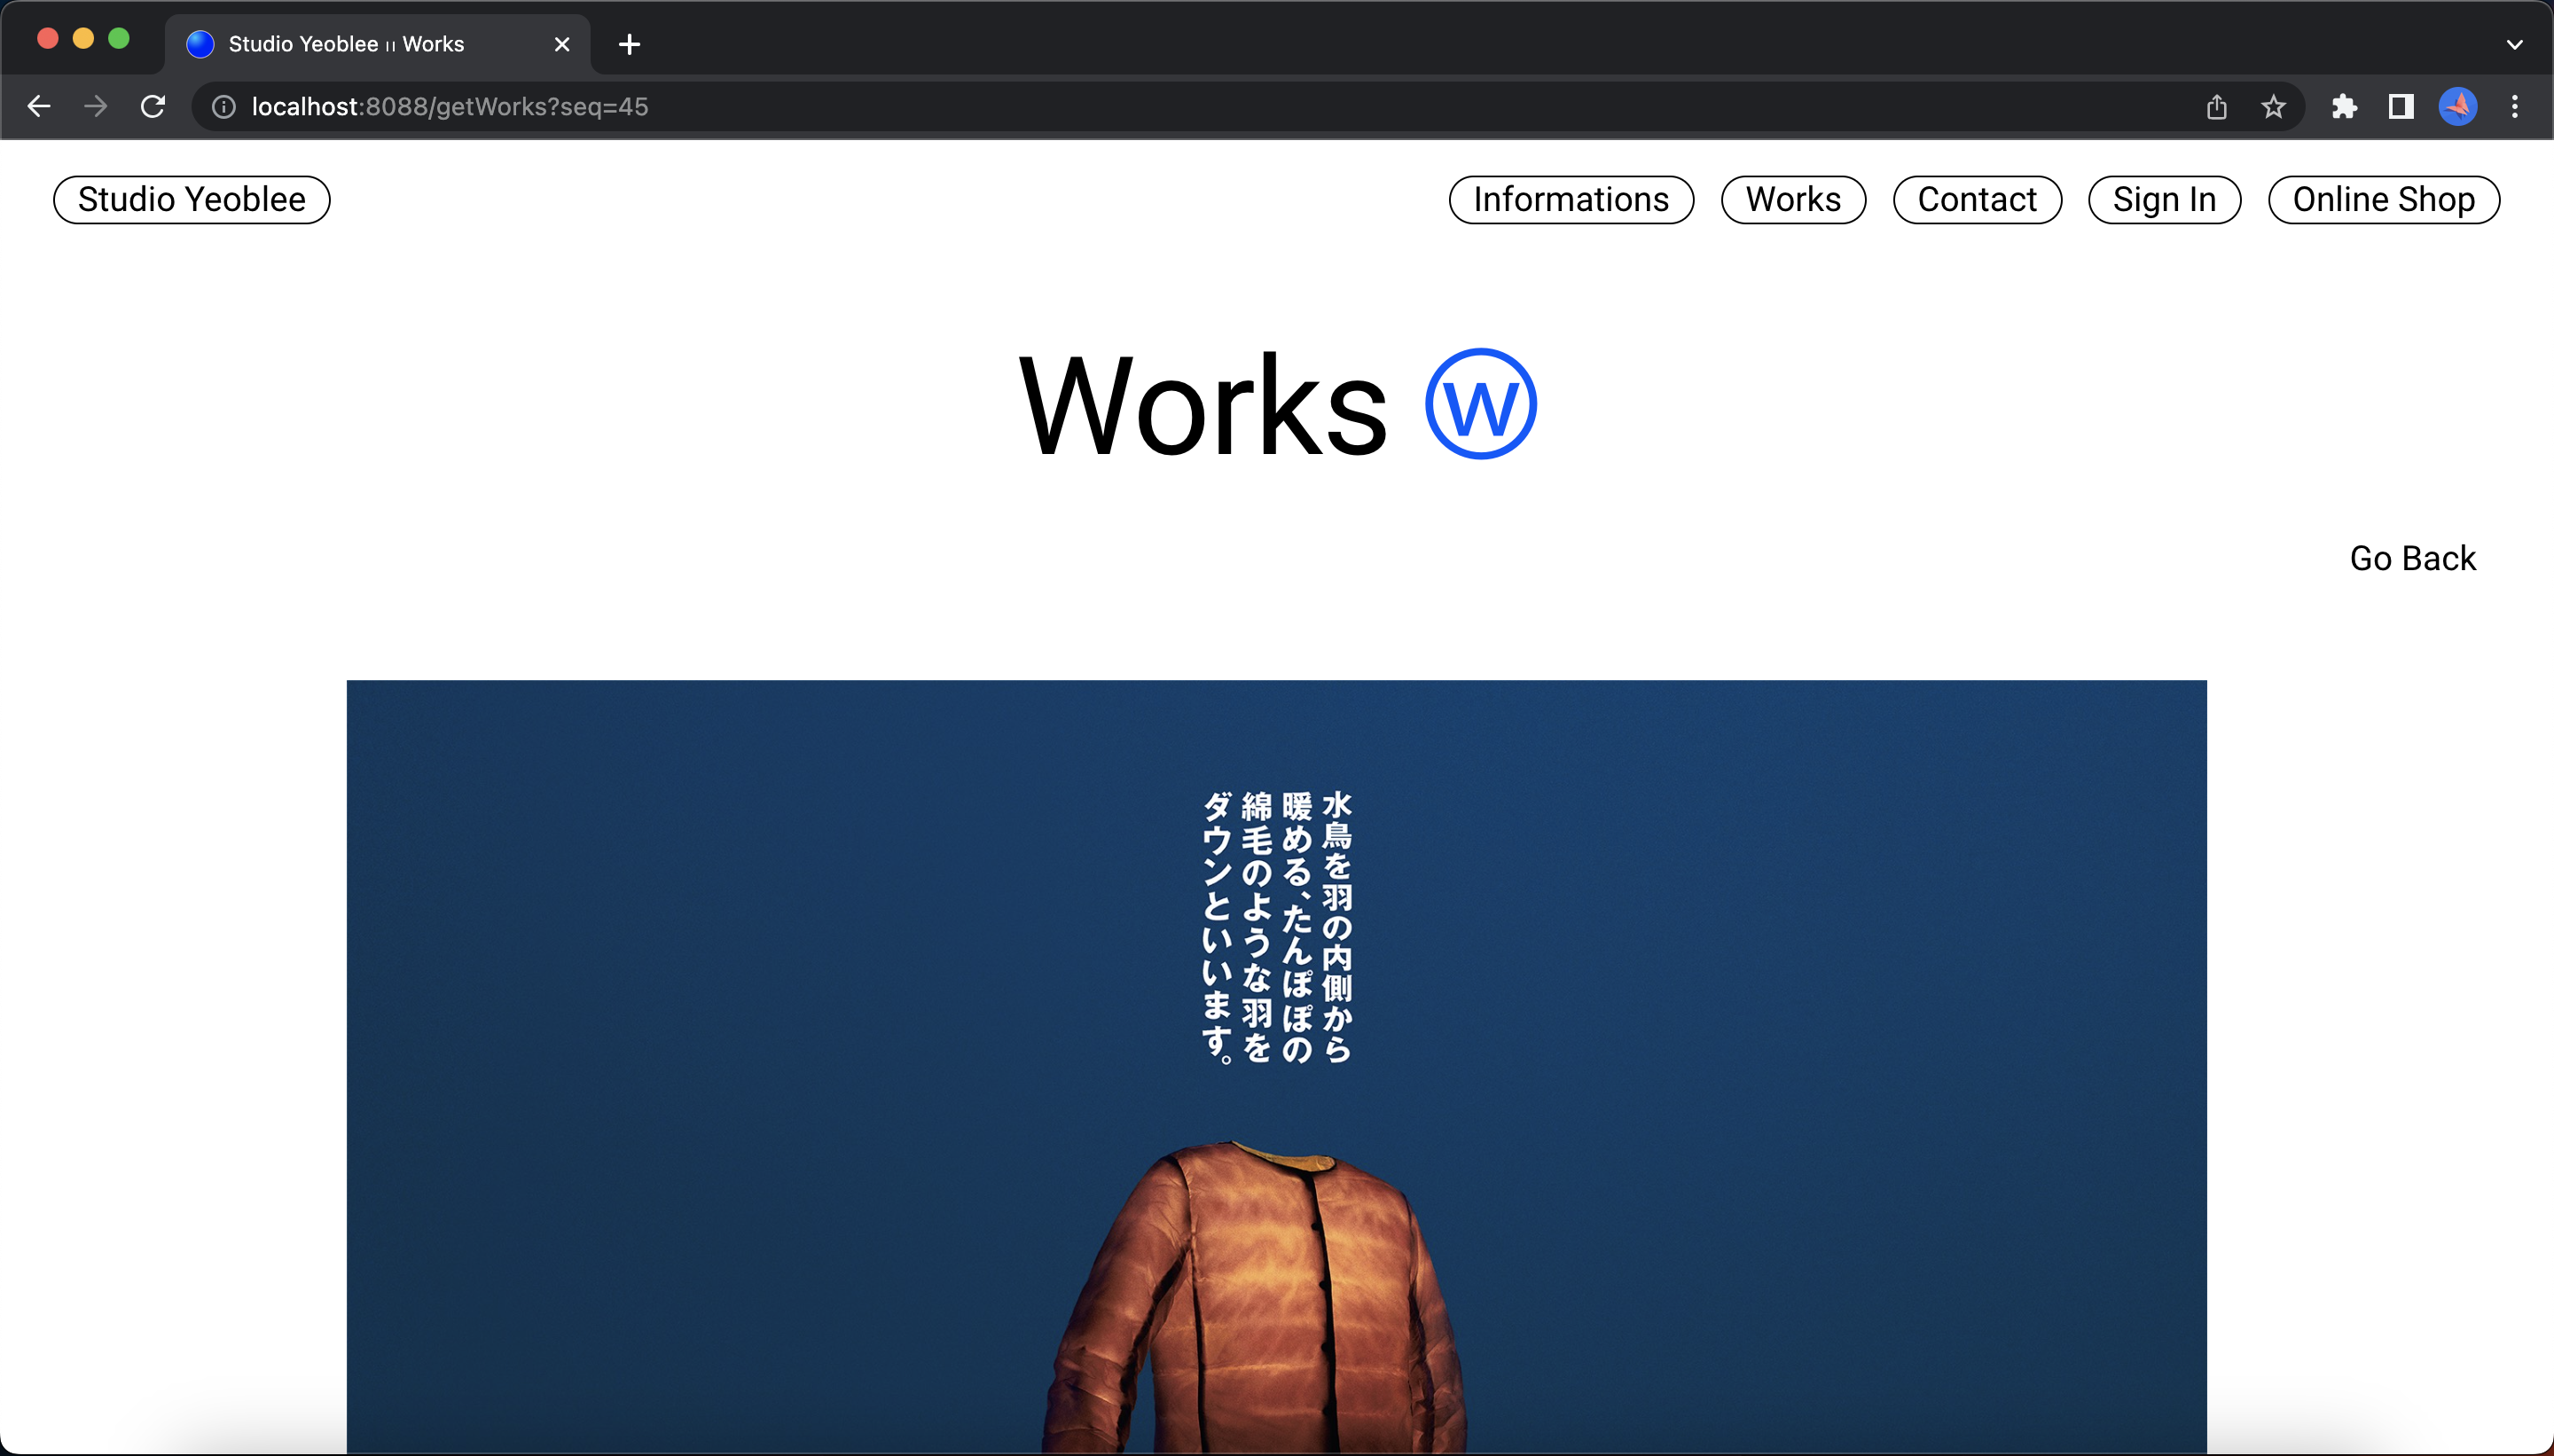 Studio Yeoblee ıı Works
localhost:8088/getWorks?seq=45
Studio Yeoblee
Informations
Works
Contact
Sign In
Online Shop
Works Ⓦ
Go Back
水鳥を羽の内側から
暖める、たんぽぽの
綿毛のような羽を
ダウンといいます。